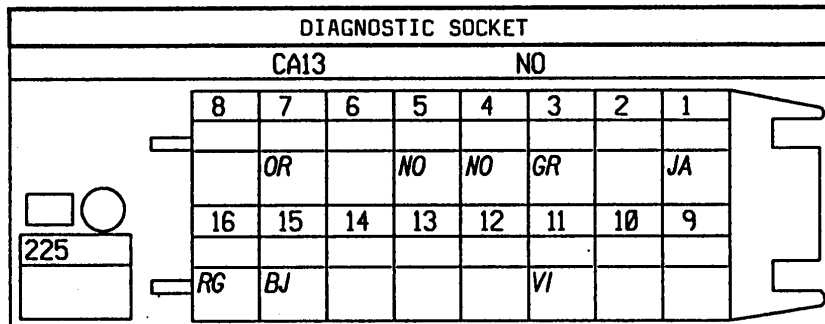 DIAGNOSTIC SOCKET
CA13 NO
8 7 6 5 4 3 2 1
OR NO NO GR JA
16 15 14 13 12 11 10 9
225
RG BJ VI